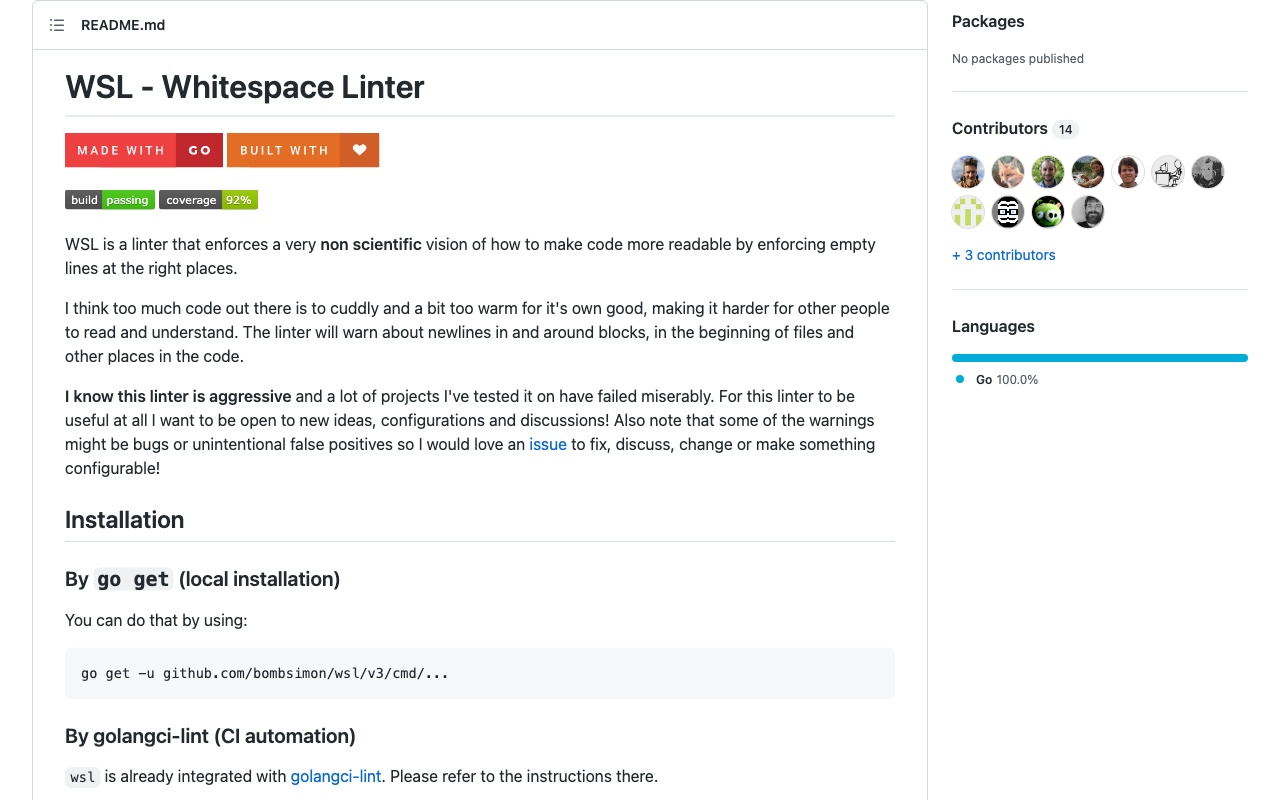 README.md
WSL - Whitespace Linter
MADE WITH GO BUILT WITH
build passing coverage 92%
WSL is a linter that enforces a very non scientific vision of how to make code more readable by enforcing empty
lines at the right places.
I think too much code out there is to cuddly and a bit too warm for it's own good, making it harder for other people
to read and understand. The linter will warn about newlines in and around blocks, in the beginning of files and
other places in the code.
I know this linter is aggressive and a lot of projects I've tested it on have failed miserably. For this linter to be
useful at all I want to be open to new ideas, configurations and discussions! Also note that some of the warnings
might be bugs or unintentional false positives so I would love an issue to fix, discuss, change or make something
configurable!
Installation
By go get (local installation)
You can do that by using:
go get -u github.com/bombsimon/wsl/v3/cmd/...
By golangci-lint (CI automation)
wsl is already integrated with golangci-lint. Please refer to the instructions there.
Packages
No packages published
Contributors 14
+ 3 contributors
Languages
Go 100.0%